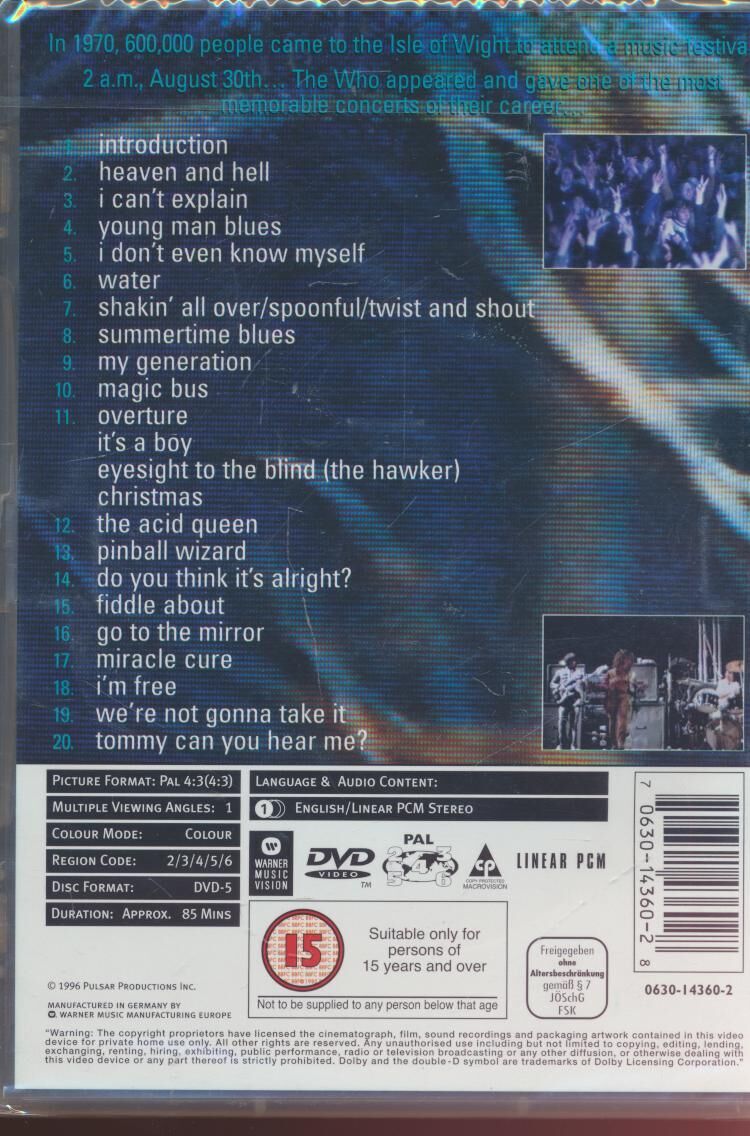 In 1970, 600,000 people came to the Isle of Wight to attend a music festiva
2 a.m., August 30th... The Who appeared and gave one of the most
memorable concerts of their career...
1. introduction
2. heaven and hell
3. i can't explain
4. young man blues
5. i don't even know myself
6. water
7. shakin' all over/spoonful/twist and shout
8. summertime blues
9. my generation
10. magic bus
11. overture
it's a boy
eyesight to the blind (the hawker)
christmas
12. the acid queen
13. pinball wizard
14. do you think it's alright?
15. fiddle about
16. go to the mirror
17. miracle cure
18. i'm free
19. we're not gonna take it
20. tommy can you hear me?
PICTURE FORMAT: PAL 4:3(4:3)
MULTIPLE VIEWING ANGLES: 1
COLOUR MODE: COLOUR
REGION CODE: 2/3/4/5/6
DISC FORMAT: DVD-5
DURATION: APPROX. 85 MINS
LANGUAGE & AUDIO CONTENT:
1 ENGLISH/LINEAR PCM STEREO
WARNER
MUSIC
VISION
DVD
VIDEO
TM
PAL
2 3
4
5 6
CP
COPY PROTECTED
MACROVISION
LINEAR PCM
15
Suitable only for
persons of
15 years and over
Not to be supplied to any person below that age
Freigegeben
ohne
Altersbeschränkung
gemäß § 7
JÖSchG
FSK
7 0630-14360-2 8
0630-14360-2
© 1996 PULSAR PRODUCTIONS INC.
MANUFACTURED IN GERMANY BY
WARNER MUSIC MANUFACTURING EUROPE
"Warning: The copyright proprietors have licensed the cinematograph, film, sound recordings and packaging artwork contained in this video
device for private home use only. All other rights are reserved. Any unauthorised use including but not limited to copying, editing, lending,
exchanging, renting, hiring, exhibiting, public performance, radio or television broadcasting or any other diffusion, or otherwise dealing with
this video device or any part thereof is strictly prohibited. Dolby and the double-D symbol are trademarks of Dolby Licensing Corporation."